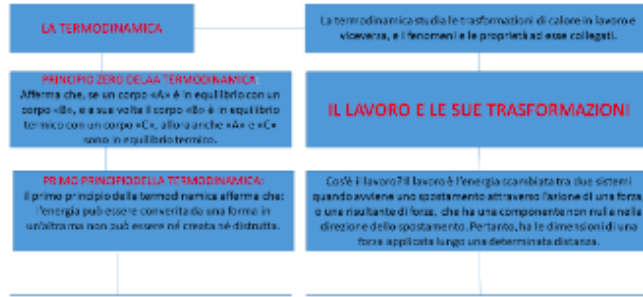 LA TERMODINAMICA
La termodinamica studia le trasformazioni di calore in lavoro e
viceverza, e i fenomeni e le proprietà ad esse collegati.
PRINCIPIO ZERO DELAA TERMODINAMICA:
Afferma che, se un corpo «A» è in equilibrio con un
corpo «B», e a sua volta il corpo «B» è in equilibrio
termico con un corpo «C», allora anche «A» e «C»
sono in equilibrio termico.
IL LAVORO E LE SUE TRASFORMAZIONI
PRIMO PRINCIPIODELLA TERMODINAMICA:
Il primo principio della termodinamica afferma che:
l'energia può essere converita da una forma in
un'altra ma non può essere né creata né distrutta.
Cos'è il lavoro? Il lavoro è l'energia scambiata tra due sistemi
quando avviene uno spostamento attraverso l'azione di una forza
o una risultante di forze, che ha una componente non nulla nella
direzione dello spostamento. Pertanto, ha le dimensioni di una
forza applicata lungo una determinata distanza.